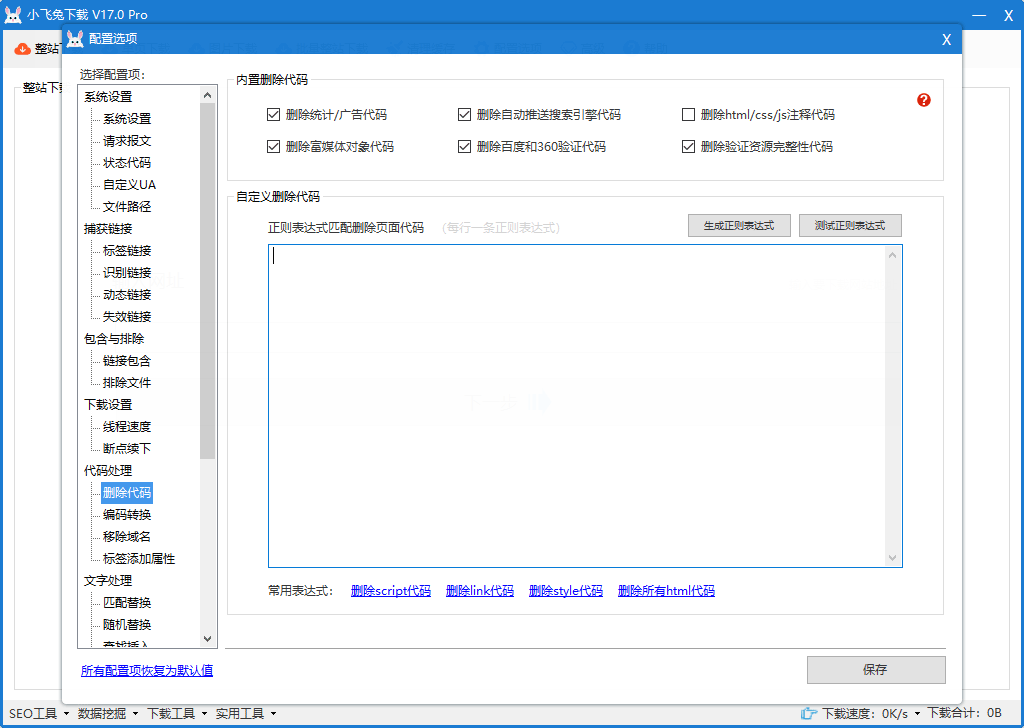 小飞兔下载 V17.0 Pro
X
整站
整站下载
配置选项
X
选择配置项:
系统设置
系统设置
请求报文
状态代码
自定义UA
文件路径
捕获链接
标签链接
识别链接
动态链接
失效链接
包含与排除
链接包含
排除文件
下载设置
线程速度
断点续下
代码处理
删除代码
编码转换
移除域名
标签添加属性
文字处理
匹配替换
随机替换
查找插入
所有配置项恢复为默认值
内置删除代码
删除统计/广告代码
删除自动推送搜索引擎代码
删除html/css/js注释代码
删除富媒体对象代码
删除百度和360验证代码
删除验证资源完整性代码
自定义删除代码
正则表达式匹配删除页面代码 (每行一条正则表达式)
生成正则表达式
测试正则表达式
常用表达式: 删除script代码 删除link代码 删除style代码 删除所有html代码
保存
SEO工具 数据挖掘 下载工具 实用工具
下载速度: 0K/s 下载合计: 0B